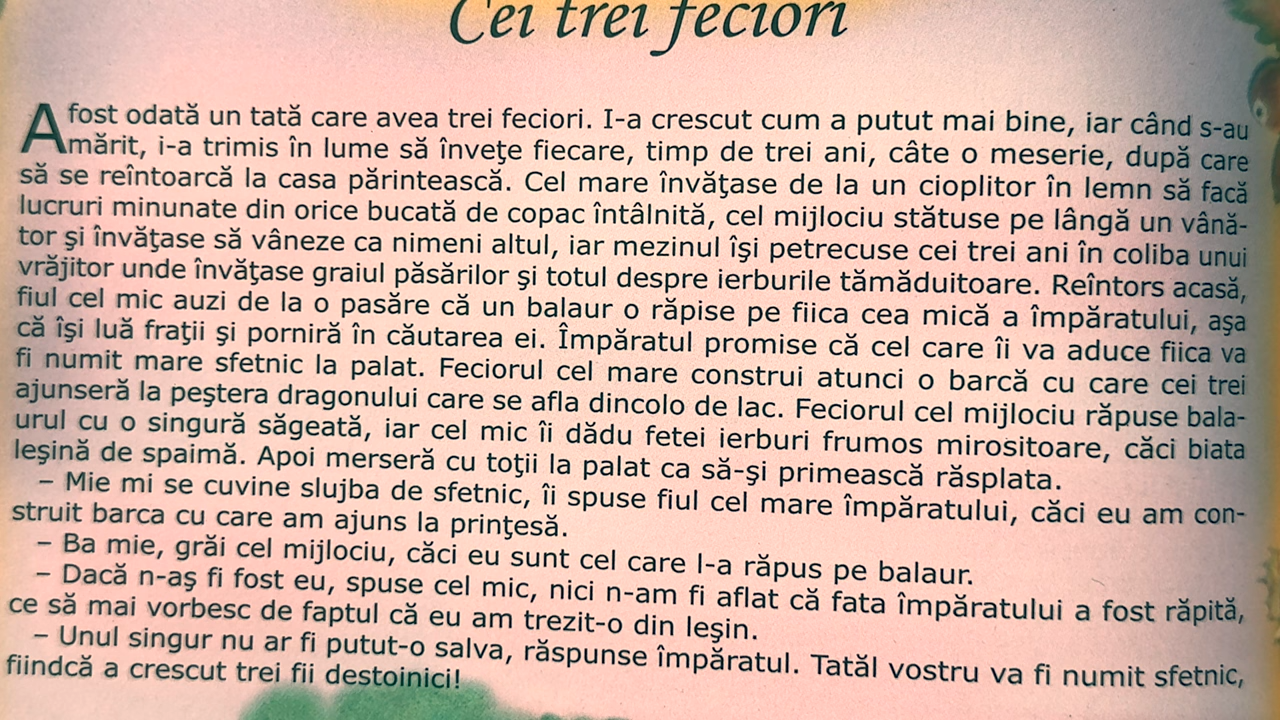 Cei trei feciori
A fost odată un tată care avea trei feciori. I-a crescut cum a putut mai bine, iar când s-au
mărit, i-a trimis în lume să înveţe fiecare, timp de trei ani, câte o meserie, după care
să se reîntoarcă la casa părintească. Cel mare învăţase de la un cioplitor în lemn să facă
lucruri minunate din orice bucată de copac întâlnită, cel mijlociu stătuse pe lângă un vână-
tor şi învăţase să vâneze ca nimeni altul, iar mezinul îşi petrecuse cei trei ani în coliba unui
vrăjitor unde învăţase graiul păsărilor şi totul despre ierburile tămăduitoare. Reîntors acasă,
fiul cel mic auzi de la o pasăre că un balaur o răpise pe fiica cea mică a împăratului, aşa
că îşi luă fraţii şi porniră în căutarea ei. Împăratul promise că cel care îi va aduce fiica va
fi numit mare sfetnic la palat. Feciorul cel mare construi atunci o barcă cu care cei trei
ajunseră la peştera dragonului care se afla dincolo de lac. Feciorul cel mijlociu răpuse bala-
urul cu o singură săgeată, iar cel mic îi dădu fetei ierburi frumos mirositoare, căci biata
leşină de spaimă. Apoi merseră cu toţii la palat ca să-şi primească răsplata.
– Mie mi se cuvine slujba de sfetnic, îi spuse fiul cel mare împăratului, căci eu am con-
struit barca cu care am ajuns la prinţesă.
– Ba mie, grăi cel mijlociu, căci eu sunt cel care l-a răpus pe balaur.
– Dacă n-aş fi fost eu, spuse cel mic, nici n-am fi aflat că fata împăratului a fost răpită,
ce să mai vorbesc de faptul că eu am trezit-o din leşin.
– Unul singur nu ar fi putut-o salva, răspunse împăratul. Tatăl vostru va fi numit sfetnic,
fiindcă a crescut trei fii destoinici!